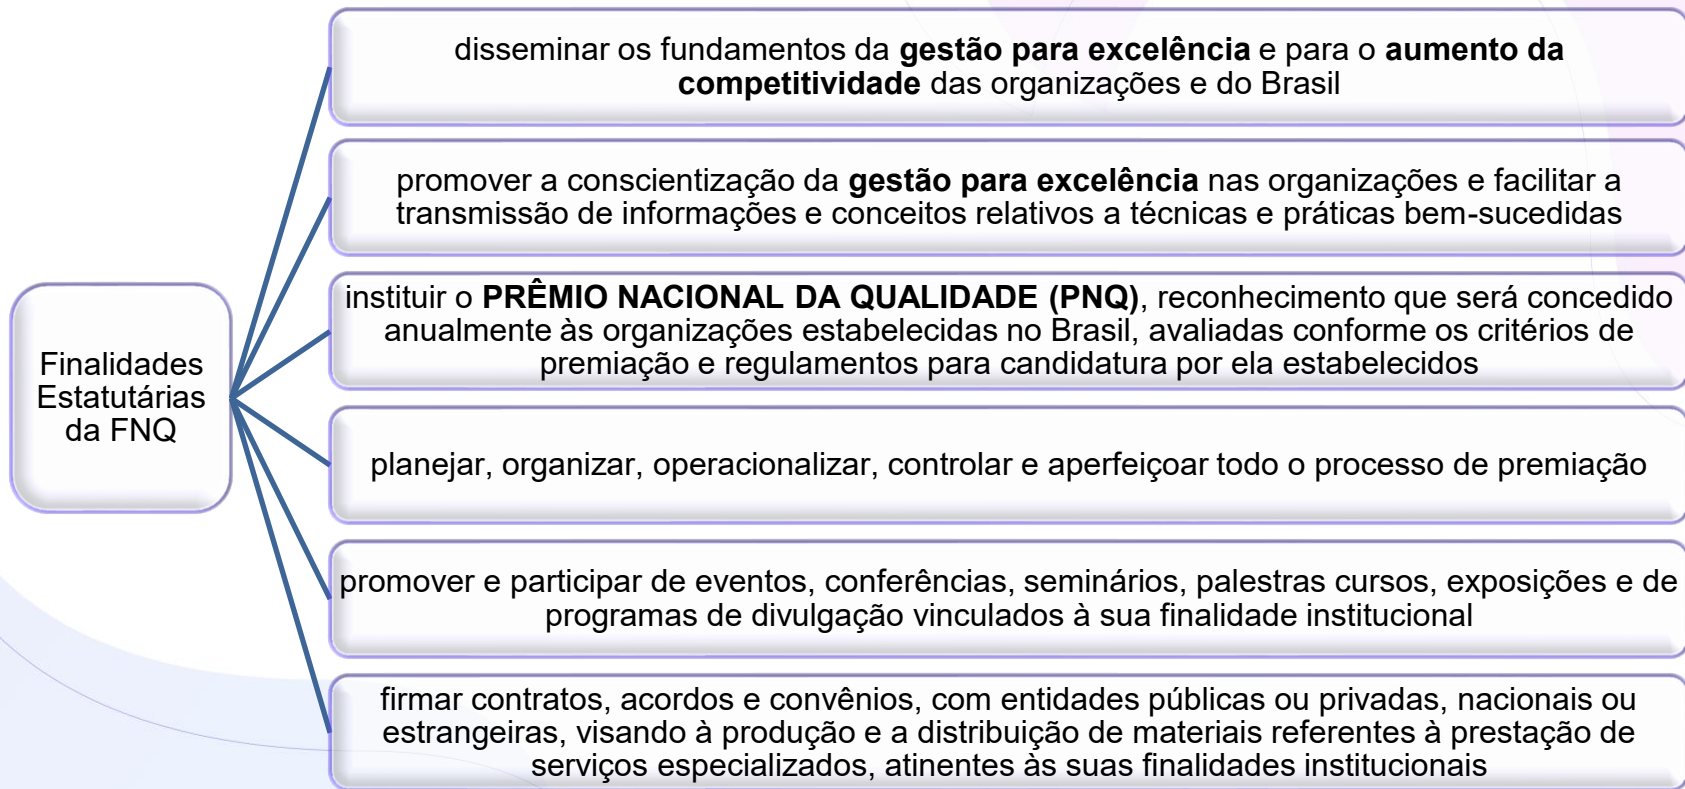 disseminar os fundamentos da gestão para excelência e para o aumento da
competitividade das organizações e do Brasil
promover a conscientização da gestão para excelência nas organizações e facilitar a
transmissão de informações e conceitos relativos a técnicas e práticas bem-sucedidas
instituir o PRÊMIO NACIONAL DA QUALIDADE (PNQ), reconhecimento que será concedido
anualmente às organizações estabelecidas no Brasil, avaliadas conforme os critérios de
premiação e regulamentos para candidatura por ela estabelecidos
Finalidades
Estatutárias
da FNQ
planejar, organizar, operacionalizar, controlar e aperfeiçoar todo o processo de premiação
promover e participar de eventos, conferências, seminários, palestras cursos, exposições e de
programas de divulgação vinculados à sua finalidade institucional
firmar contratos, acordos e convênios, com entidades públicas ou privadas, nacionais ou
estrangeiras, visando à produção e a distribuição de materiais referentes à prestação de
serviços especializados, atinentes às suas finalidades institucionais